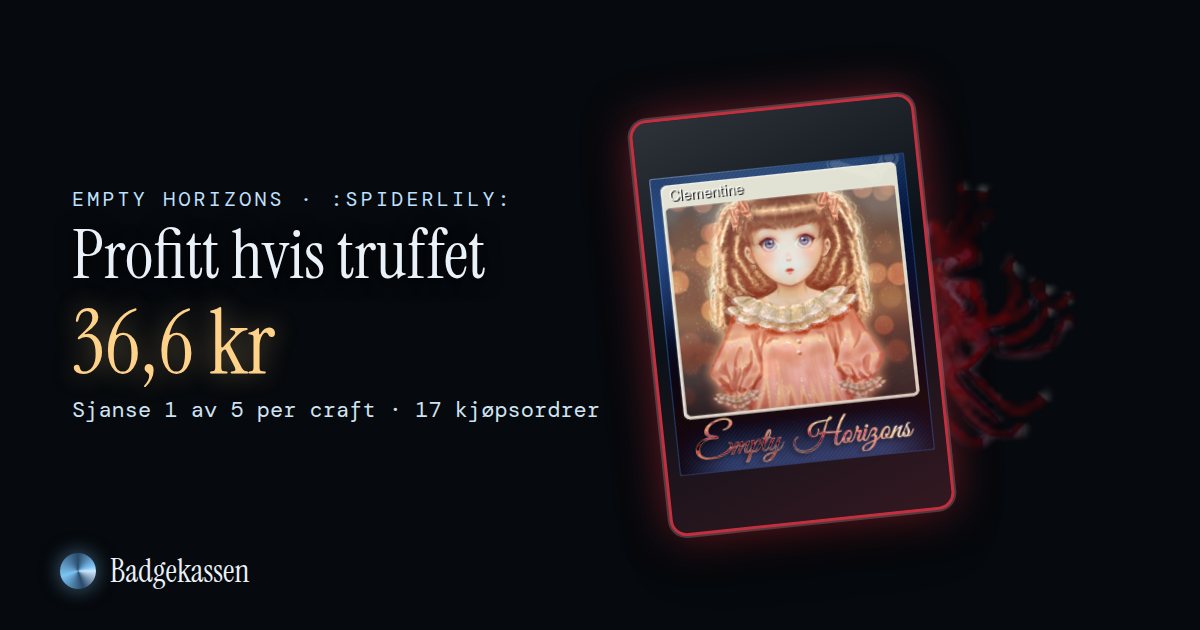 EMPTY HORIZONS · :SPIDERLILY:
Profitt hvis truffet
36,6 kr
Sjanse 1 av 5 per craft · 17 kjøpsordrer
Clementine
Empty Horizons
Badgekassen